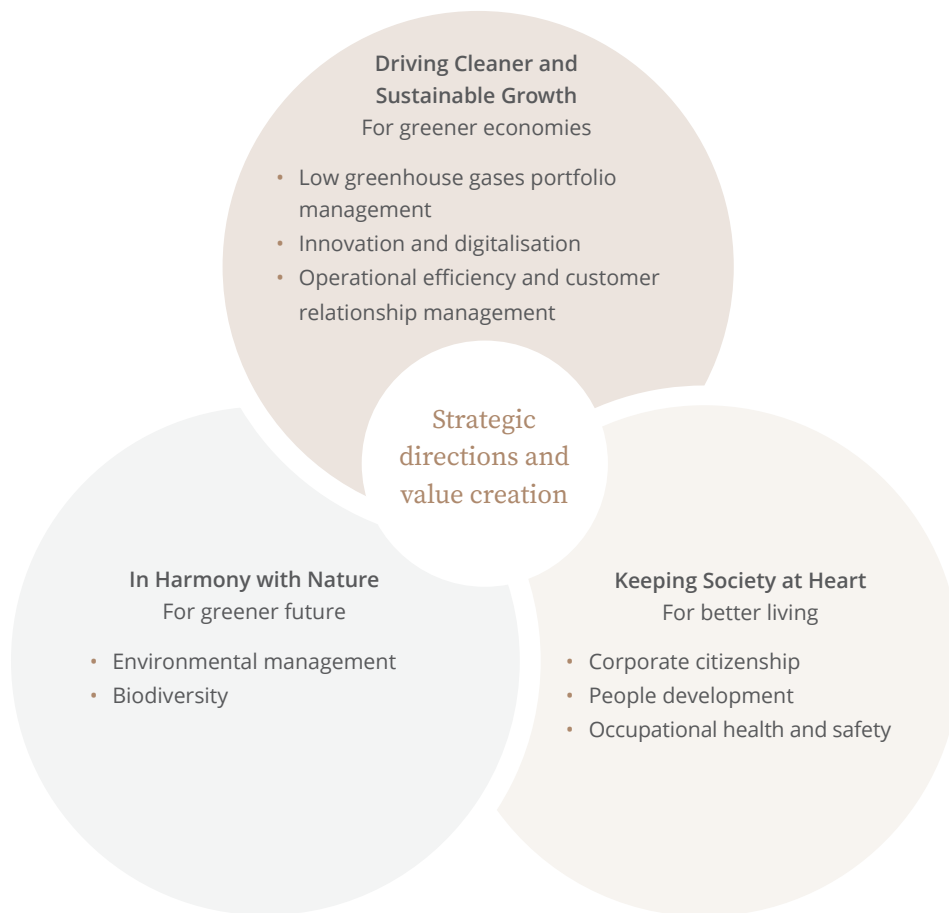 Driving Cleaner and
Sustainable Growth
For greener economies
• Low greenhouse gases portfolio
management
• Innovation and digitalisation
• Operational efficiency and customer
relationship management
Strategic
directions and
value creation
In Harmony with Nature
For greener future
• Environmental management
• Biodiversity
Keeping Society at Heart
For better living
• Corporate citizenship
• People development
• Occupational health and safety